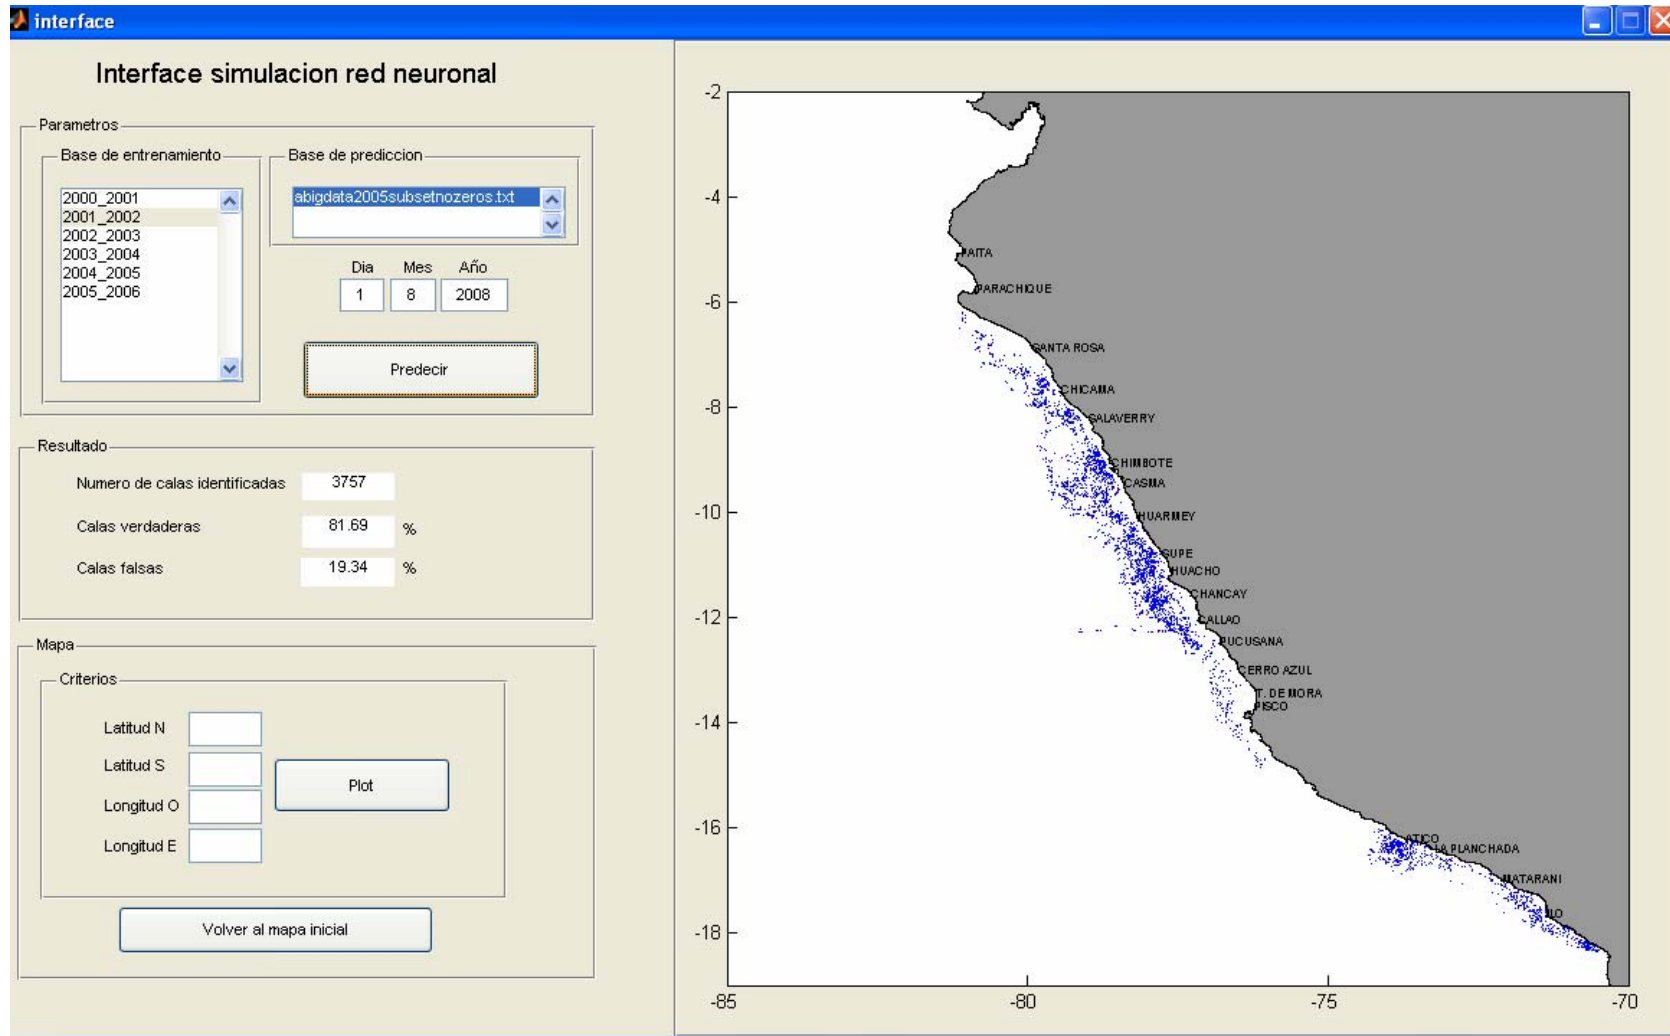 interface
Interface simulacion red neuronal
Parametros
Base de entrenamiento
2000_2001
2001_2002
2002_2003
2003_2004
2004_2005
2005_2006
Base de prediccion
abigdata2005subsetnozeros.txt
Dia Mes Año
1 8 2008
Predecir
Resultado
Numero de calas identificadas 3757
Calas verdaderas 81.69 %
Calas falsas 19.34 %
Mapa
Criterios
Latitud N
Latitud S
Longitud O
Longitud E
Plot
Volver al mapa inicial
-2
-4
-6
-8
-10
-12
-14
-16
-18
-85 -80 -75 -70
PAITA
PARACHIQUE
SANTA ROSA
CHICAMA
SALAVERRY
CHIMBOTE
CASMA
HUARMEY
SUPE
HUACHO
CHANCAY
CALLAO
PUCUSANA
CERRO AZUL
T. DE MORA
PISCO
ATICO
LA PLANCHADA
MATARANI
ILO